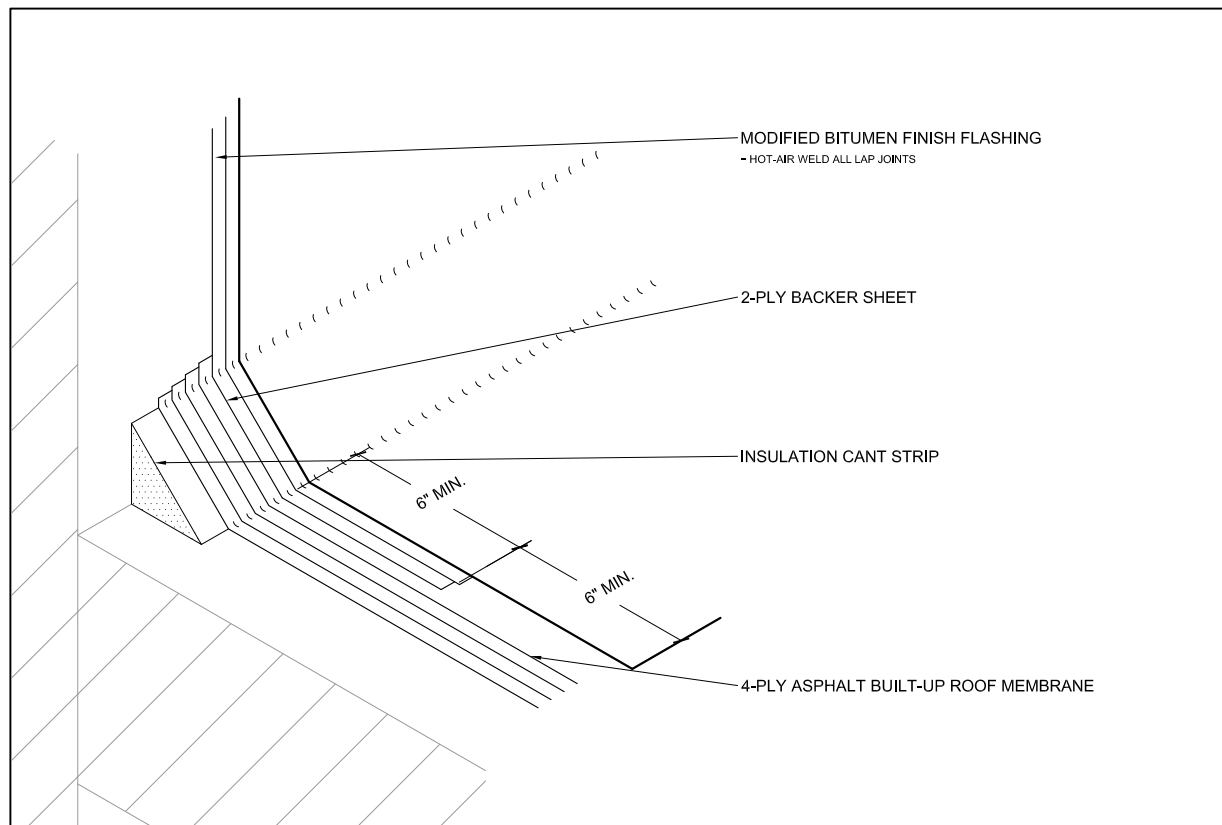 MODIFIED BITUMEN FINISH FLASHING
- HOT-AIR WELD ALL LAP JOINTS
2-PLY BACKER SHEET
INSULATION CANT STRIP
6" MIN.
6" MIN.
4-PLY ASPHALT BUILT-UP ROOF MEMBRANE